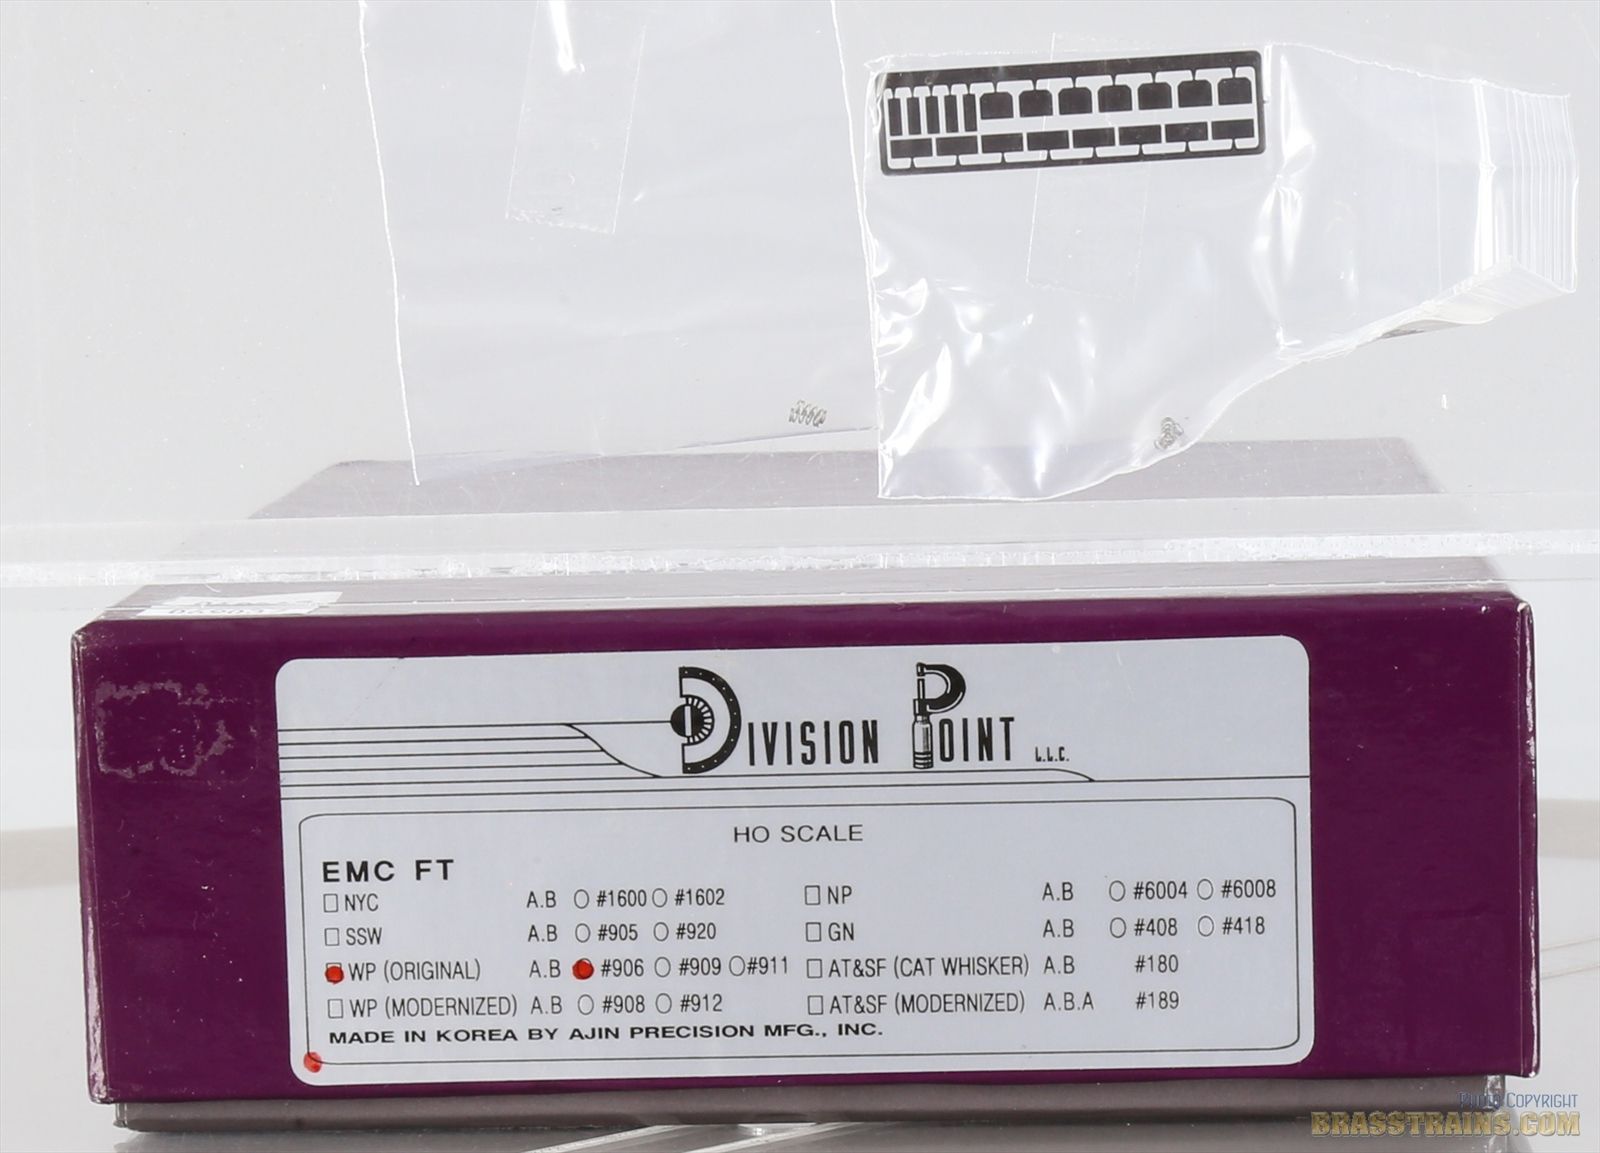 DIVISION POINT L.L.C.
HO SCALE
EMC FT
NYC A.B #1600 #1602 NP A.B #6004 #6008
SSW A.B #905 #920 GN A.B #408 #418
WP (ORIGINAL) A.B #906 #909 #911 AT&SF (CAT WHISKER) A.B #180
WP (MODERNIZED) A.B #908 #912 AT&SF (MODERNIZED) A.B.A #189
MADE IN KOREA BY AJIN PRECISION MFG., INC.
PHOTO COPYRIGHT
BRASSTRAINS.COM